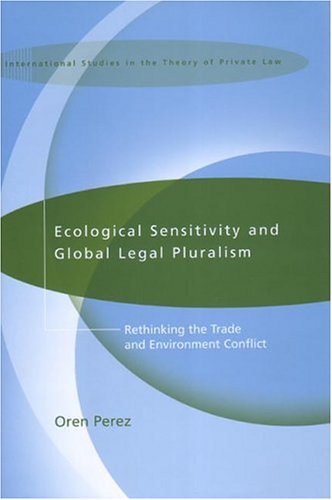 International Studies in the Theory of Private Law
Ecological Sensitivity and
Global Legal Pluralism
Rethinking the Trade
and Environment Conflict
Oren Perez